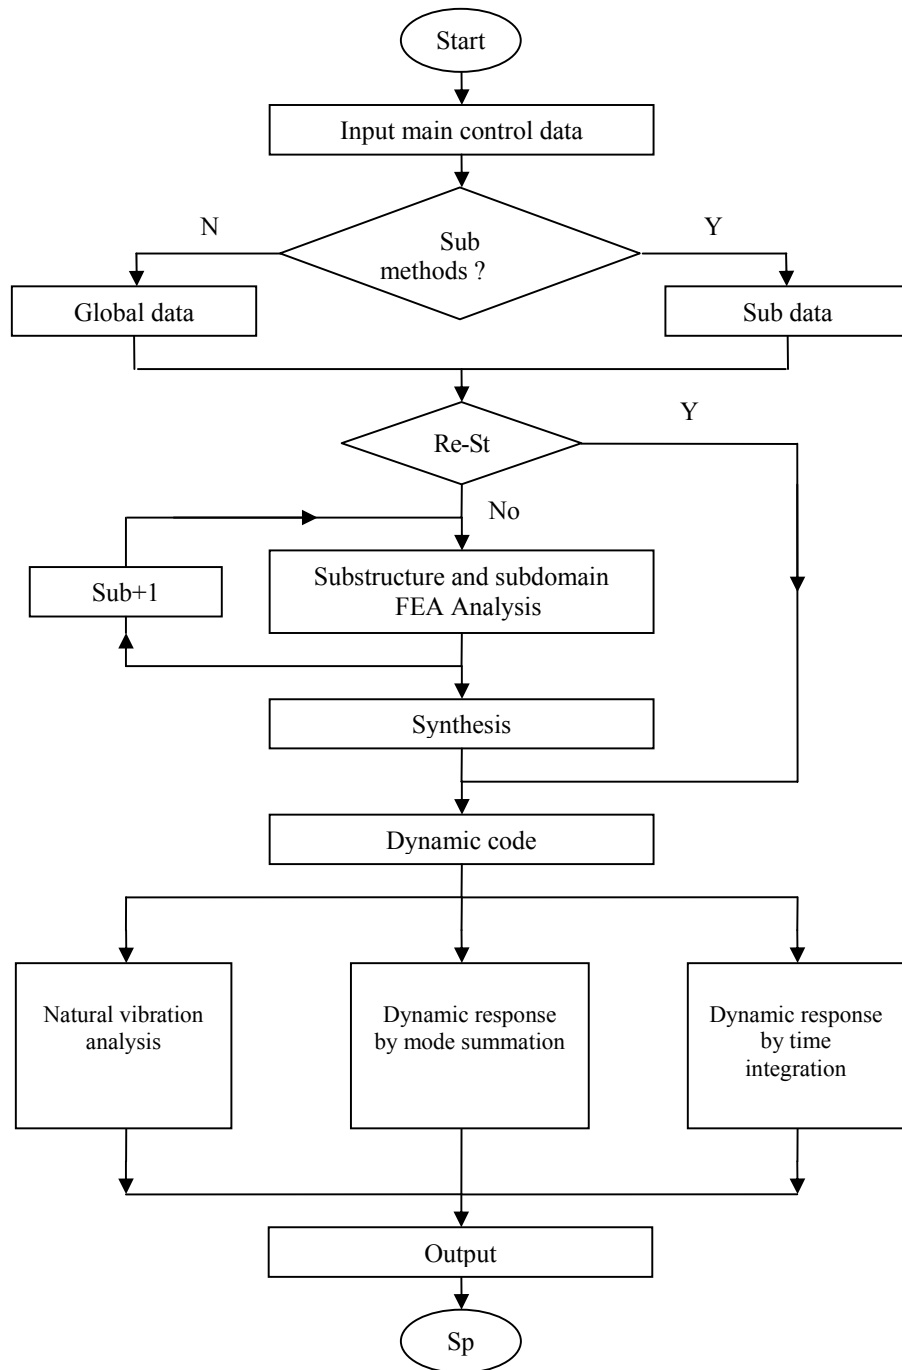 Start
Input main control data
N
Y
Sub
methods ?
Global data
Sub data
Y
Re-St
No
Substructure and subdomain
FEA Analysis
Sub+1
Synthesis
Dynamic code
Natural vibration
analysis
Dynamic response
by mode summation
Dynamic response
by time
integration
Output
Sp